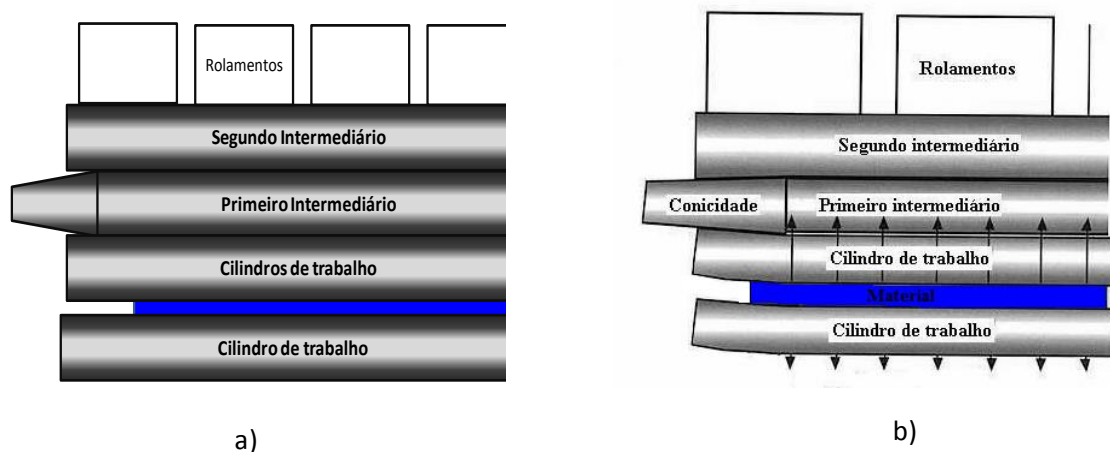 Rolamentos
Segundo Intermediário
Primeiro Intermediário
Cilindros de trabalho
Cilindro de trabalho
a)
Rolamentos
Segundo intermediário
Conicidade
Primeiro intermediário
Cilindro de trabalho
Material
Cilindro de trabalho
b)